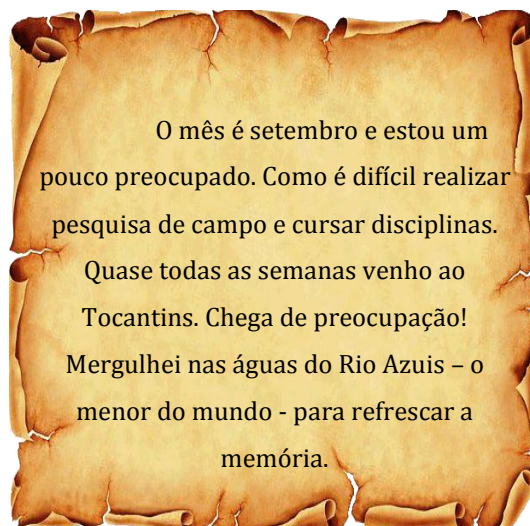 O mês é setembro e estou um
pouco preocupado. Como é difícil realizar
pesquisa de campo e cursar disciplinas.
Quase todas as semanas venho ao
Tocantins. Chega de preocupação!
Mergulhei nas águas do Rio Azuis – o
menor do mundo - para refrescar a
memória.